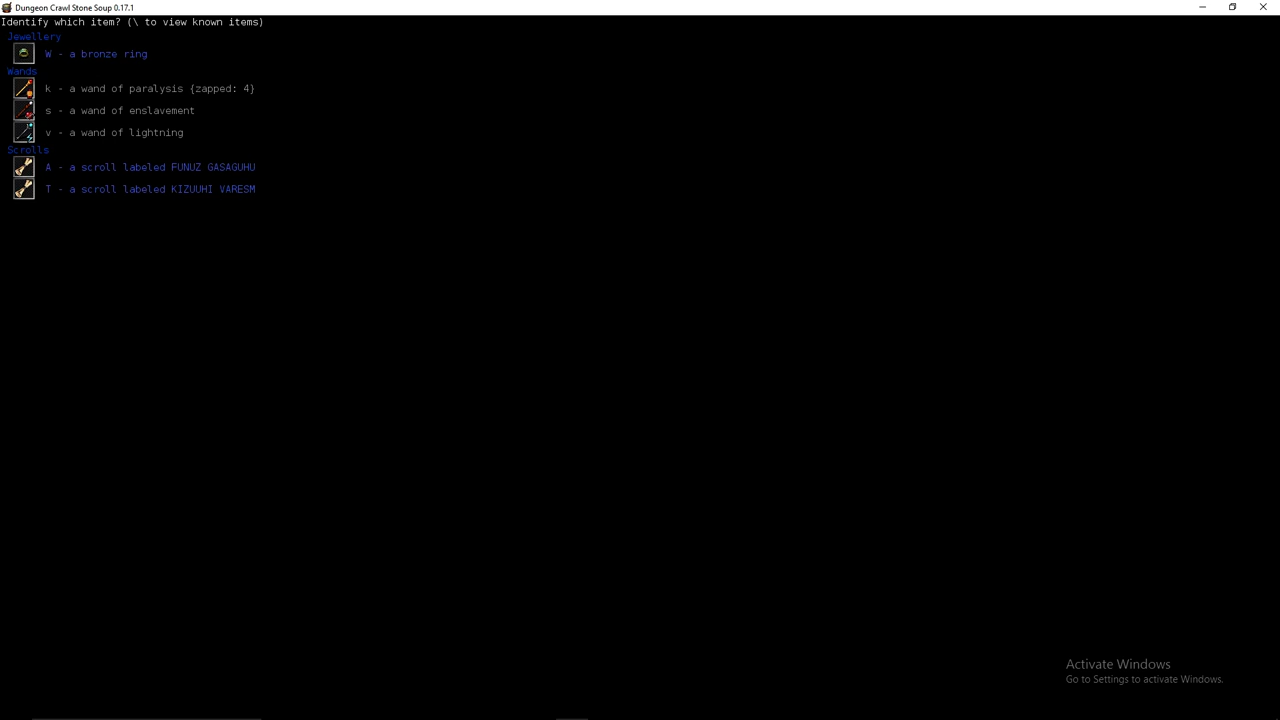 Dungeon Crawl Stone Soup 0.17.1
Identify which item? (\ to view known items)
Jewellery
W - a bronze ring
Wands
k - a wand of paralysis {zapped: 4}
s - a wand of enslavement
v - a wand of lightning
Scrolls
A - a scroll labeled FUNUZ GASAGUHU
T - a scroll labeled KIZUUHI VARESM
Activate Windows
Go to Settings to activate Windows.